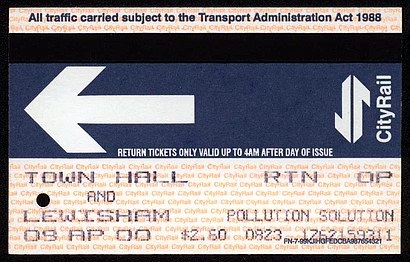 All traffic carried subject to the Transport Administration Act 1988
CityRail
RETURN TICKETS ONLY VALID UP TO 4AM AFTER DAY OF ISSUE
TOWN HALL RTN OP
AND
LEWISHAM POLLUTION SOLUTION
08 AP 00 $2.60 0823 1762159311